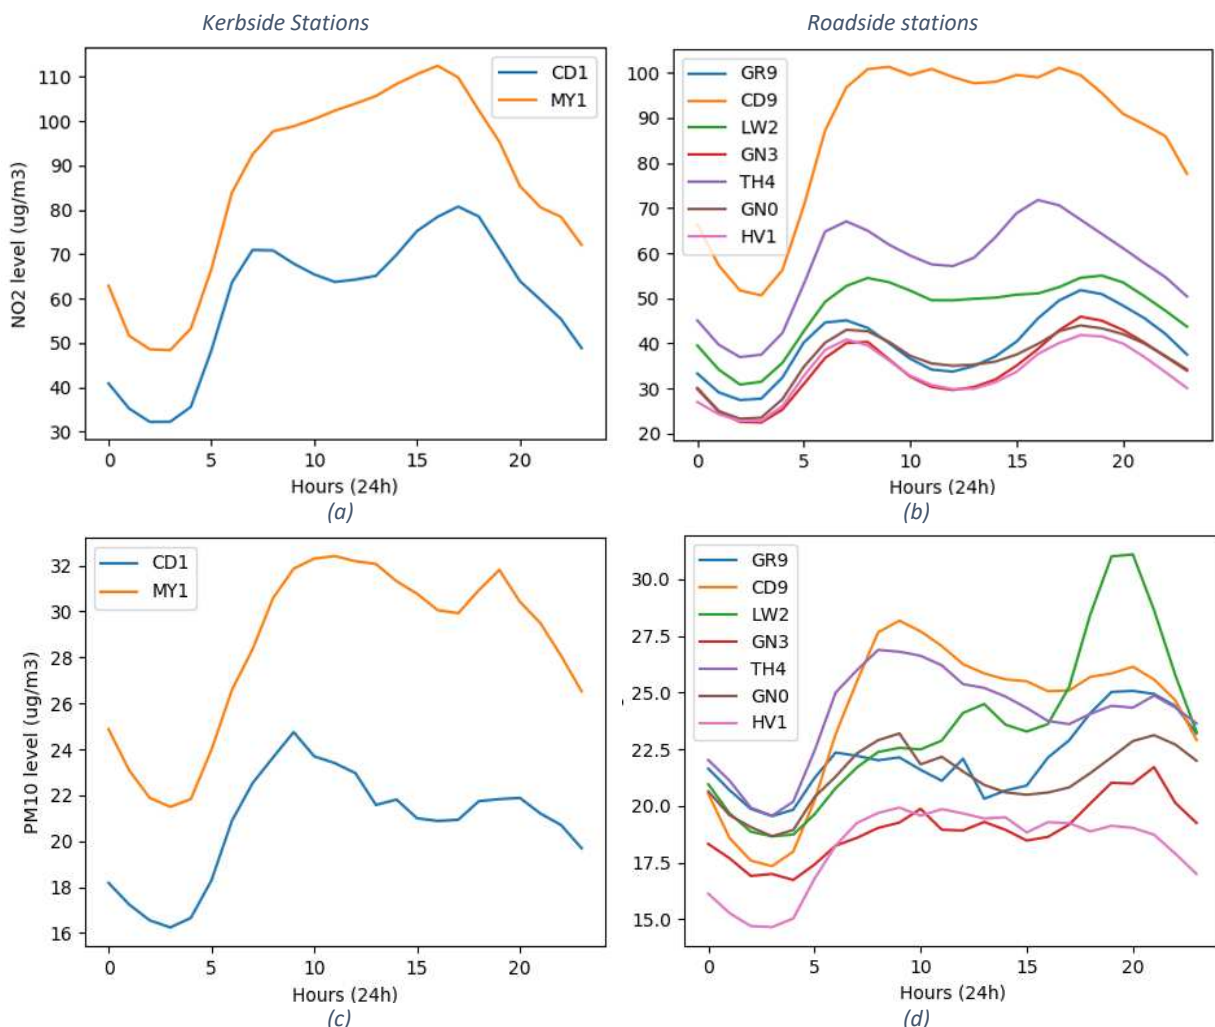 Kerbside Stations
Roadside stations
NO2 level (ug/m3)
110
100
90
80
70
60
50
40
30
CD1
MY1
0 5 10 15 20
Hours (24h)
(a)
100
90
80
70
60
50
40
30
20
GR9
CD9
LW2
GN3
TH4
GN0
HV1
0 5 10 15 20
Hours (24h)
(b)
PM10 level (ug/m3)
32
30
28
26
24
22
20
18
16
CD1
MY1
0 5 10 15 20
Hours (24h)
(c)
30.0
27.5
25.0
22.5
20.0
17.5
15.0
GR9
CD9
LW2
GN3
TH4
GN0
HV1
0 5 10 15 20
Hours (24h)
(d)